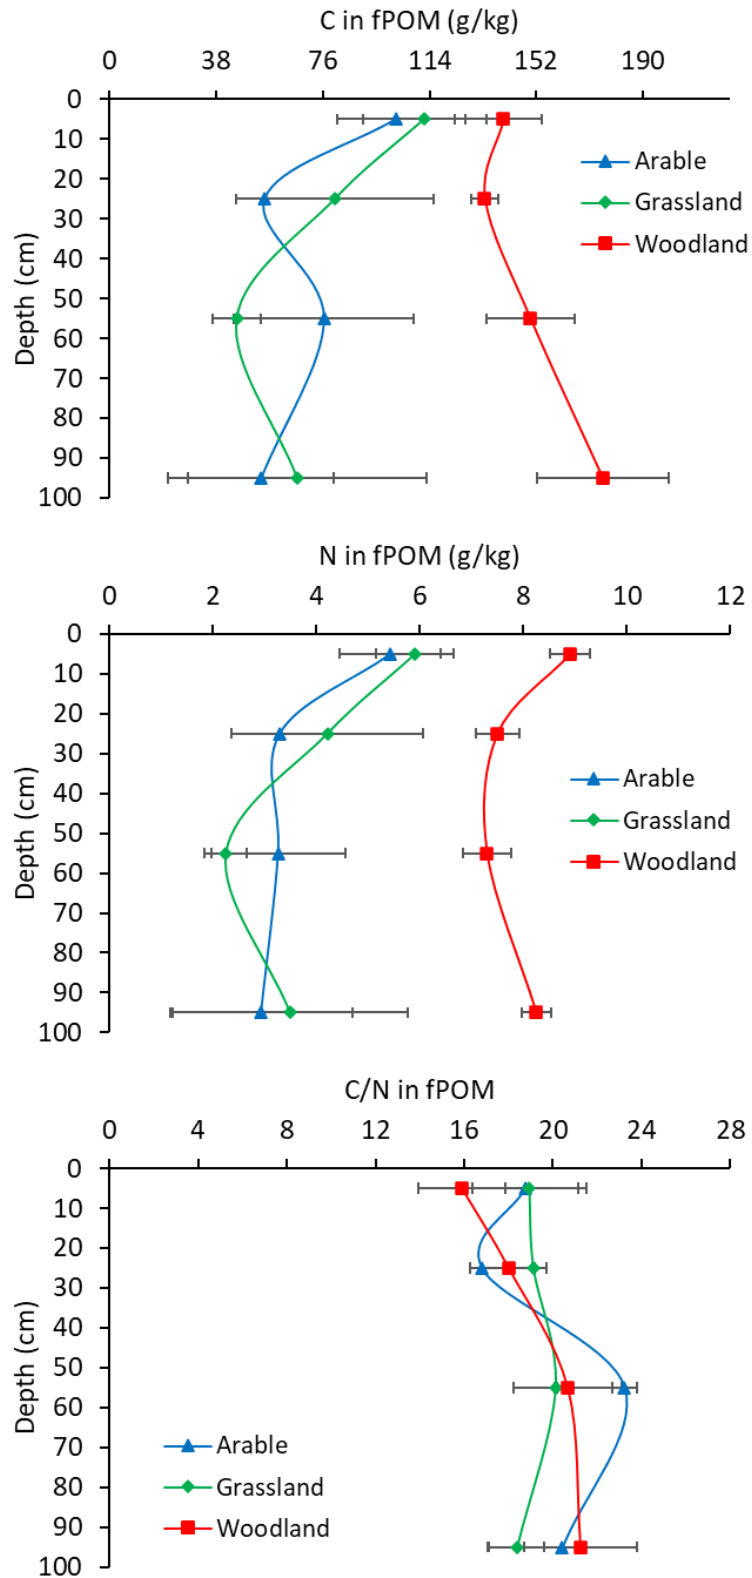 C in fPOM (g/kg)
0 38 76 114 152 190
0
10
20
30
40
50
60
70
80
90
100
Depth (cm)
Arable
Grassland
Woodland
N in fPOM (g/kg)
0 2 4 6 8 10 12
0
10
20
30
40
50
60
70
80
90
100
Depth (cm)
Arable
Grassland
Woodland
C/N in fPOM
0 4 8 12 16 20 24 28
0
10
20
30
40
50
60
70
80
90
100
Depth (cm)
Arable
Grassland
Woodland